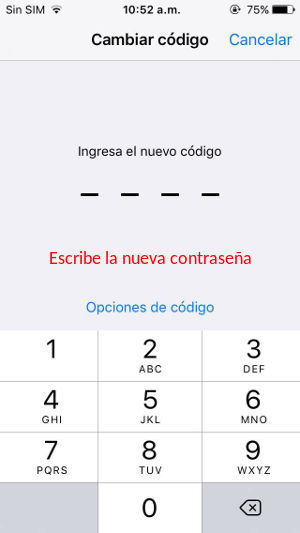 Sin SIM 10:52 a.m. 75%
Cambiar código Cancelar
Ingresa el nuevo código
Escribe la nueva contraseña
Opciones de código
1 2 3
ABC DEF
4 5 6
GHI JKL MNO
7 8 9
PQRS TUV WXYZ
0